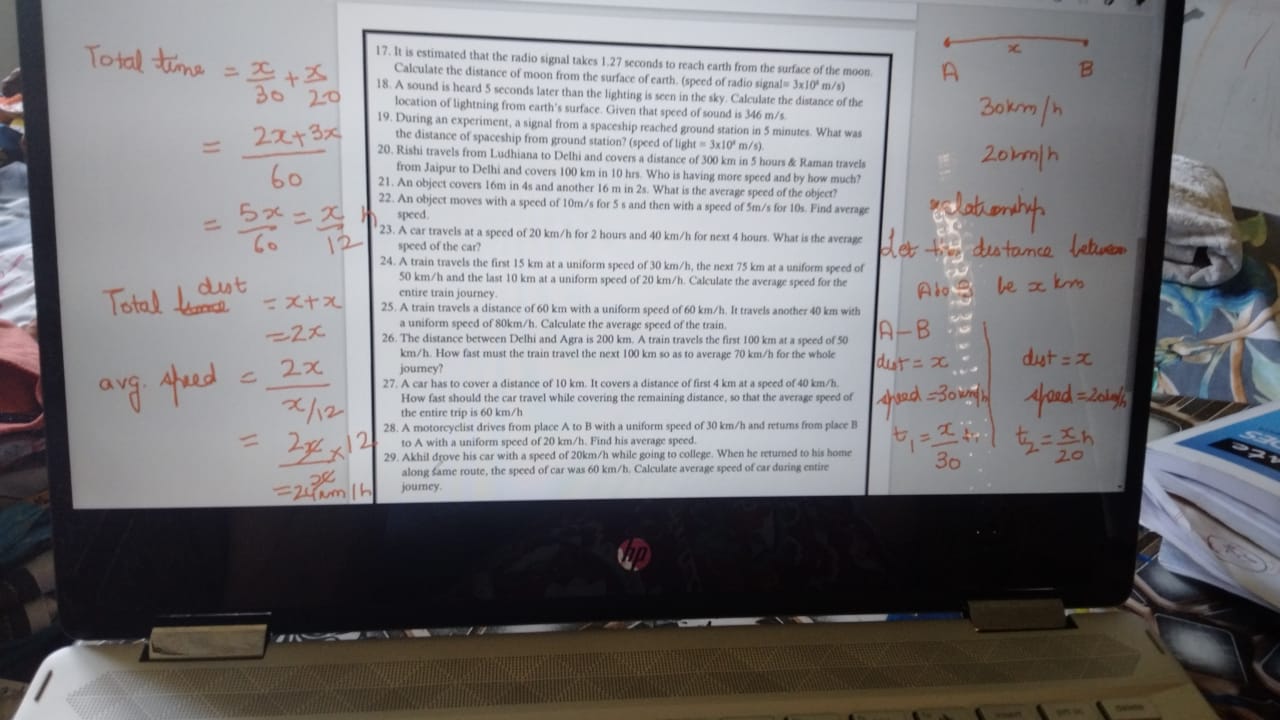 Total time = x/30 + x/20
= 2x+3x/60
= 5x/60 = x/12 h
Total time dist = x+x
=2x
avg. speed = 2x/x/12
= 2x × 12/x
=24km/h
17. It is estimated that the radio signal takes 1.27 seconds to reach earth from the surface of the moon.
Calculate the distance of moon from the surface of earth. (speed of radio signal= 3x10⁸ m/s)
18. A sound is heard 5 seconds later than the lighting is seen in the sky. Calculate the distance of the
location of lightning from earth's surface. Given that speed of sound is 346 m/s.
19. During an experiment, a signal from a spaceship reached ground station in 5 minutes. What was
the distance of spaceship from ground station? (speed of light = 3x10⁸ m/s).
20. Rishi travels from Ludhiana to Delhi and covers a distance of 300 km in 5 hours & Raman travels
from Jaipur to Delhi and covers 100 km in 10 hrs. Who is having more speed and by how much?
21. An object covers 16m in 4s and another 16 m in 2s. What is the average speed of the object?
22. An object moves with a speed of 10m/s for 5 s and then with a speed of 5m/s for 10s. Find average
speed.
23. A car travels at a speed of 20 km/h for 2 hours and 40 km/h for next 4 hours. What is the average
speed of the car?
24. A train travels the first 15 km at a uniform speed of 30 km/h, the next 75 km at a uniform speed of
50 km/h and the last 10 km at a uniform speed of 20 km/h. Calculate the average speed for the
entire train journey.
25. A train travels a distance of 60 km with a uniform speed of 60 km/h. It travels another 40 km with
a uniform speed of 80km/h. Calculate the average speed of the train.
26. The distance between Delhi and Agra is 200 km. A train travels the first 100 km at a speed of 50
km/h. How fast must the train travel the next 100 km so as to average 70 km/h for the whole
journey?
27. A car has to cover a distance of 10 km. It covers a distance of first 4 km at a speed of 40 km/h.
How fast should the car travel while covering the remaining distance, so that the average speed of
the entire trip is 60 km/h
28. A motorcyclist drives from place A to B with a uniform speed of 30 km/h and returns from place B
to A with a uniform speed of 20 km/h. Find his average speed.
29. Akhil drove his car with a speed of 20km/h while going to college. When he returned to his home
along same route, the speed of car was 60 km/h. Calculate average speed of car during entire
journey.
x
A B
30km/h
20km/h
relationship
Let the distance between
A to B be x km
A-B
dist = x dist = x
speed =30km/h speed =20km/h
t₁ = x/30 h t₂ = x/20 h
hp